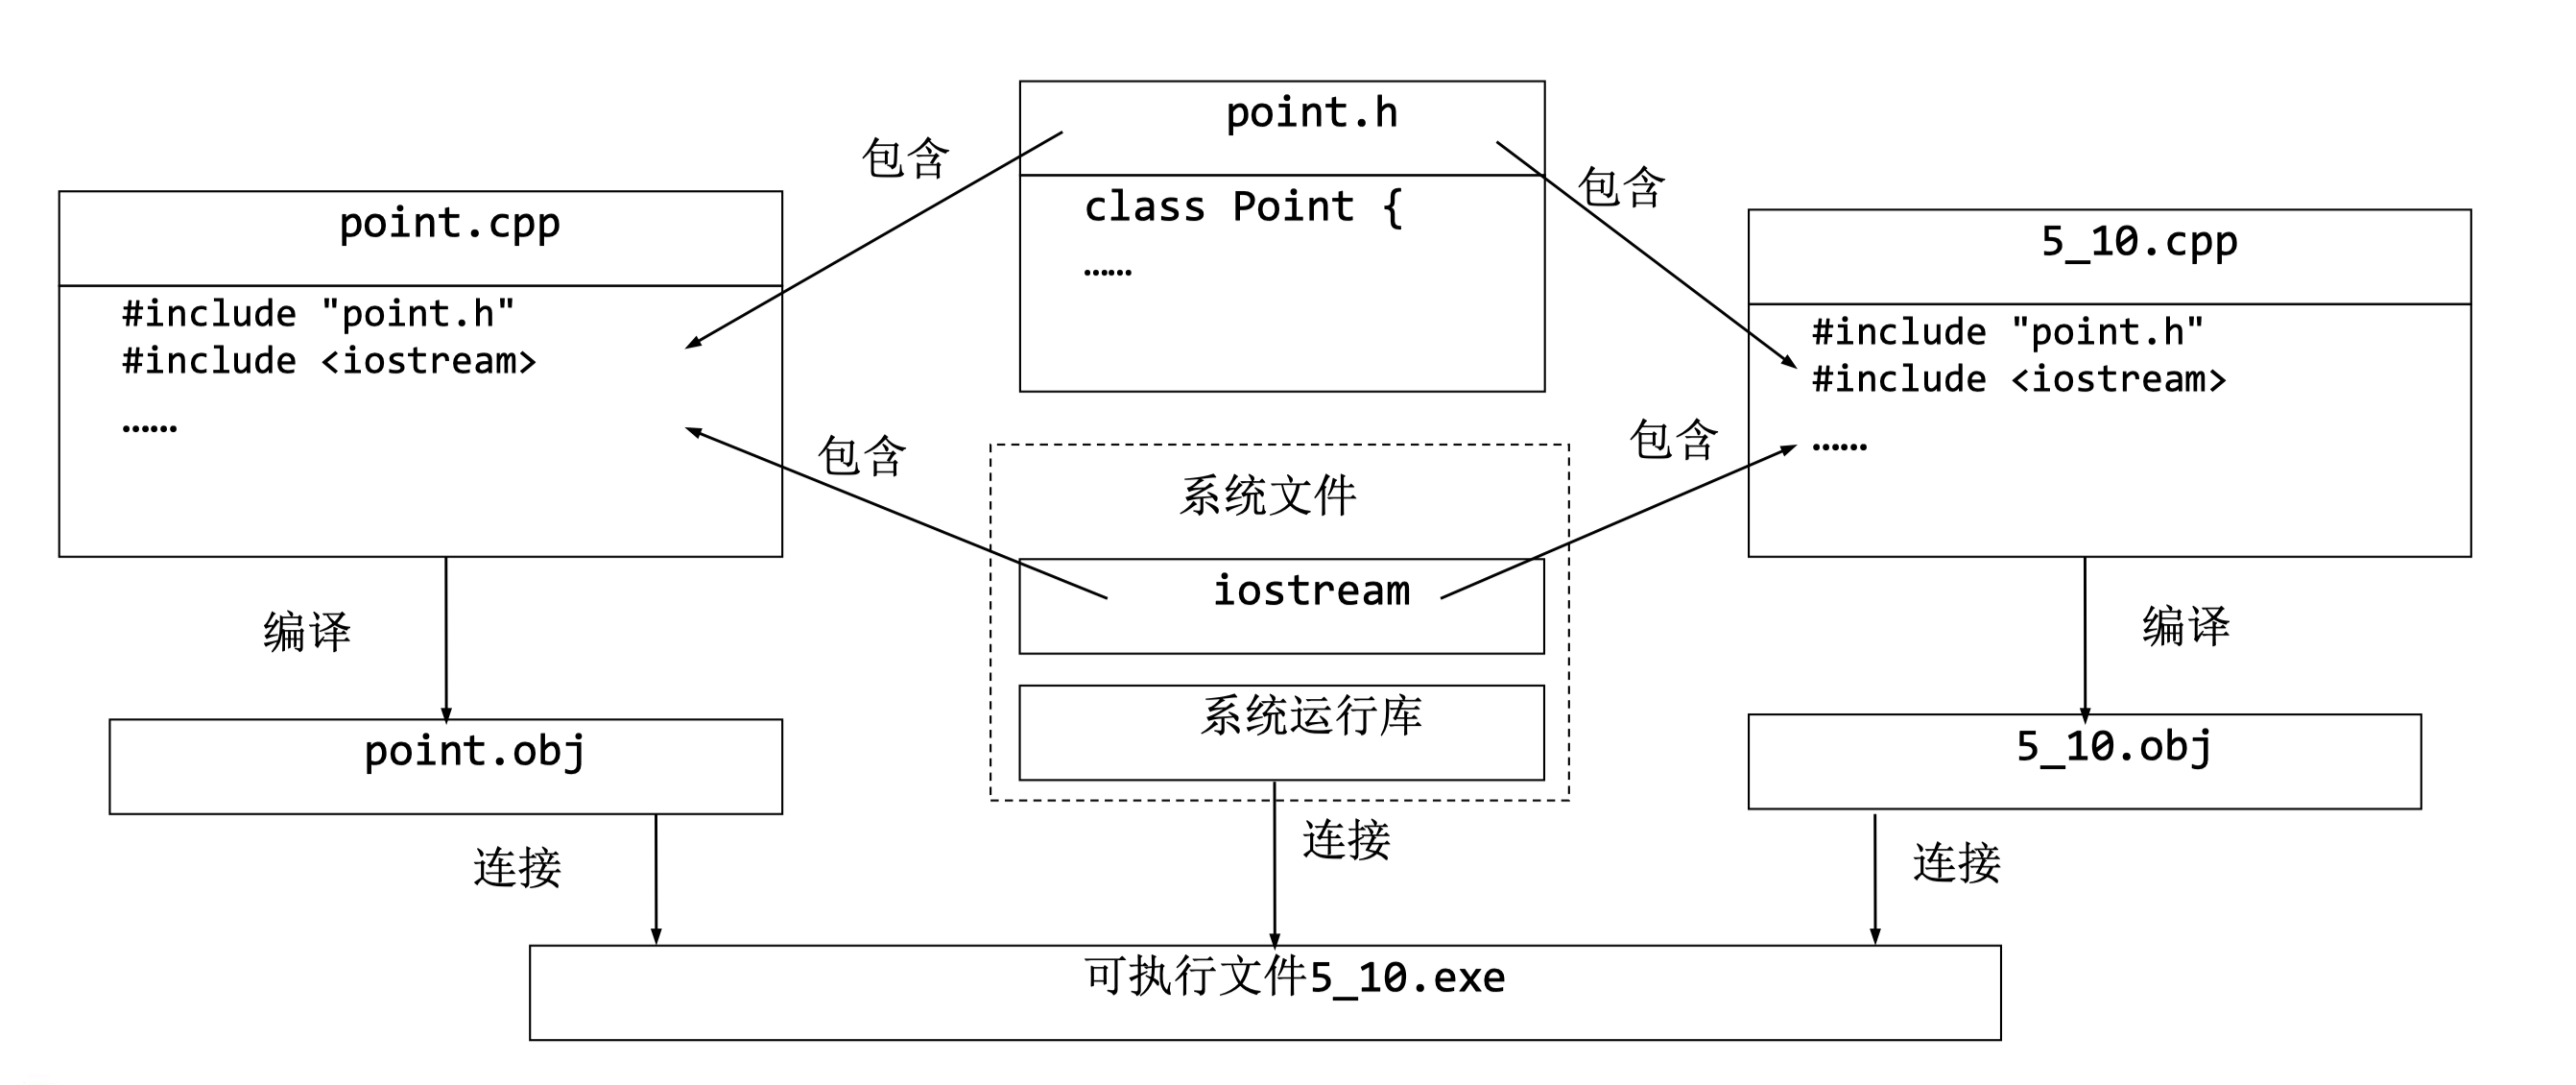 point.h
class Point {
……
包含
包含
point.cpp
#include "point.h"
#include <iostream>
……
5_10.cpp
#include "point.h"
#include <iostream>
……
包含
包含
系统文件
iostream
系统运行库
编译
编译
point.obj
5_10.obj
连接
连接
连接
可执行文件5_10.exe